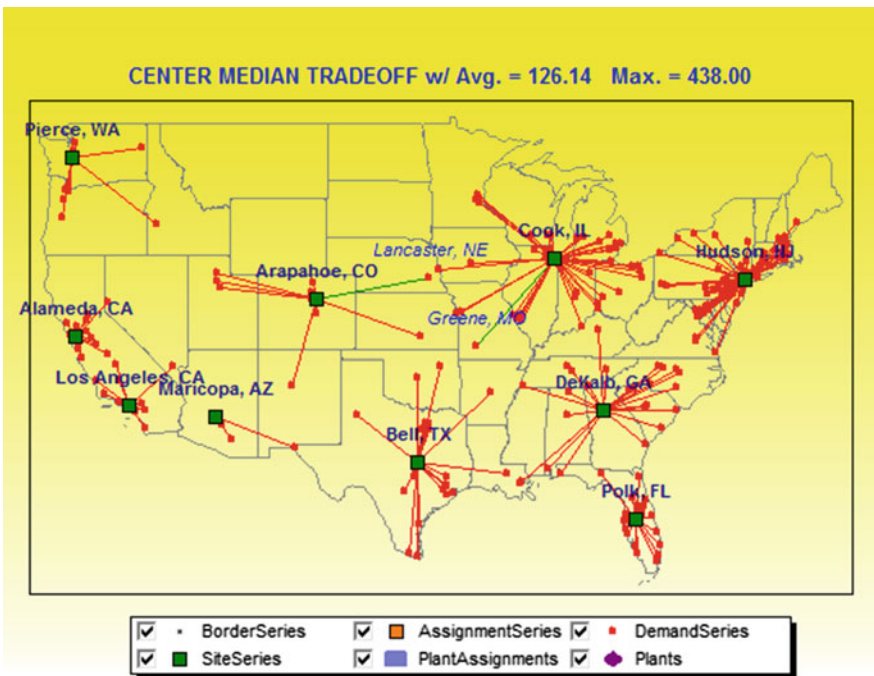 CENTER MEDIAN TRADEOFF w/ Avg. = 126.14 Max. = 438.00
Pierce, WA
Cook, IL
Lancaster, NE
Hudson, NJ
Arapahoe, CO
Alameda, CA
Greene, MO
Los Angeles, CA
Maricopa, AZ
DeKalb, GA
Bell, TX
Polk, FL
BorderSeries AssignmentSeries DemandSeries
SiteSeries PlantAssignments Plants